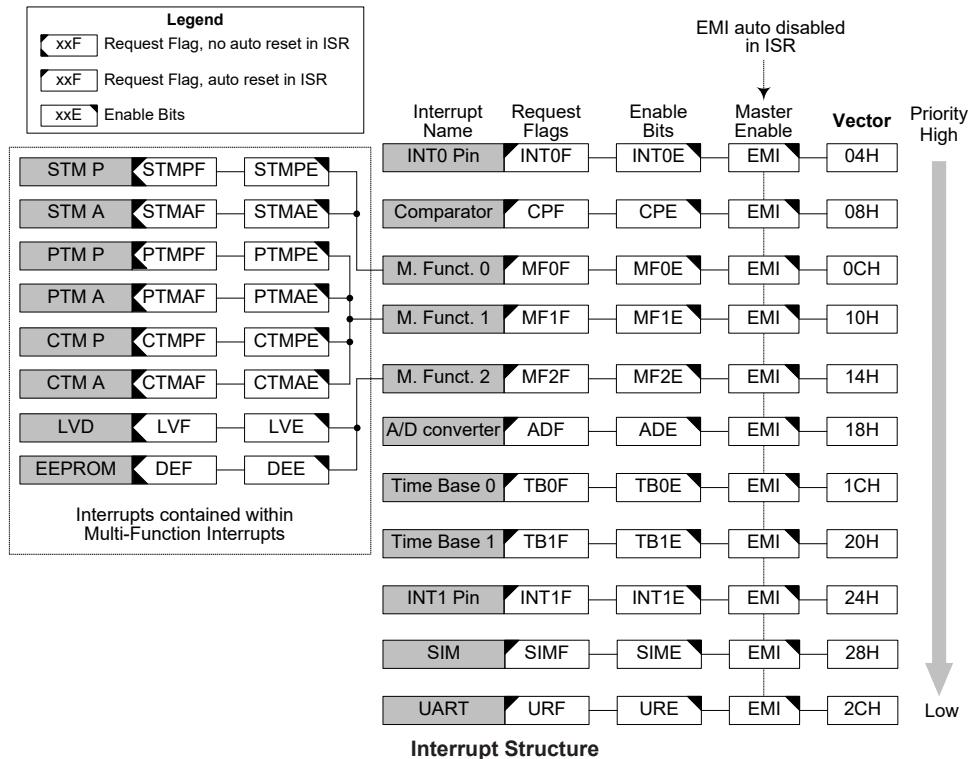 Legend
xxF Request Flag, no auto reset in ISR
xxF Request Flag, auto reset in ISR
xxE Enable Bits
EMI auto disabled
in ISR
Interrupt
Name
Request
Flags
Enable
Bits
Master
Enable
Vector
Priority
High
STM P STMPF STMPE
STM A STMAF STMAE
PTM P PTMPF PTMPE
PTM A PTMAF PTMAE
CTM P CTMPF CTMPE
CTM A CTMAF CTMAE
LVD LVF LVE
EEPROM DEF DEE
Interrupts contained within
Multi-Function Interrupts
INT0 Pin INT0F INT0E EMI 04H
Comparator CPF CPE EMI 08H
M. Funct. 0 MF0F MF0E EMI 0CH
M. Funct. 1 MF1F MF1E EMI 10H
M. Funct. 2 MF2F MF2E EMI 14H
A/D converter ADF ADE EMI 18H
Time Base 0 TB0F TB0E EMI 1CH
Time Base 1 TB1F TB1E EMI 20H
INT1 Pin INT1F INT1E EMI 24H
SIM SIMF SIME EMI 28H
UART URF URE EMI 2CH
Low
Interrupt Structure